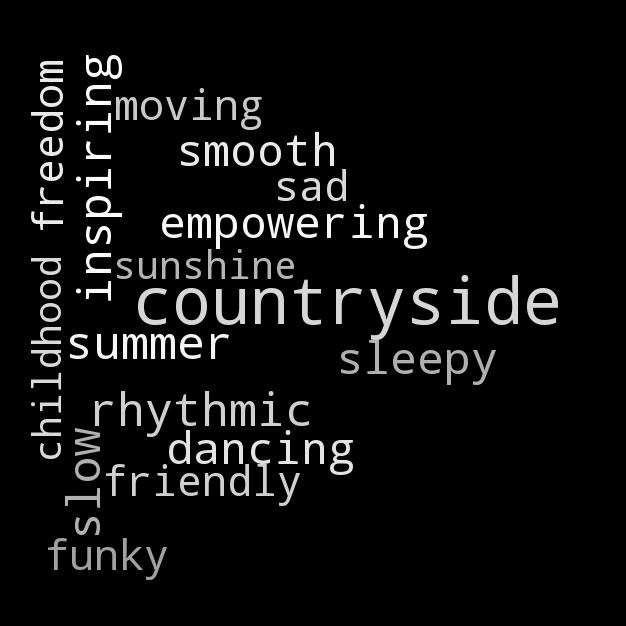 childhood freedom
inspiring
moving
smooth
sad
empowering
sunshine
countryside
summer
sleepy
rhythmic
dancing
slow
friendly
funky